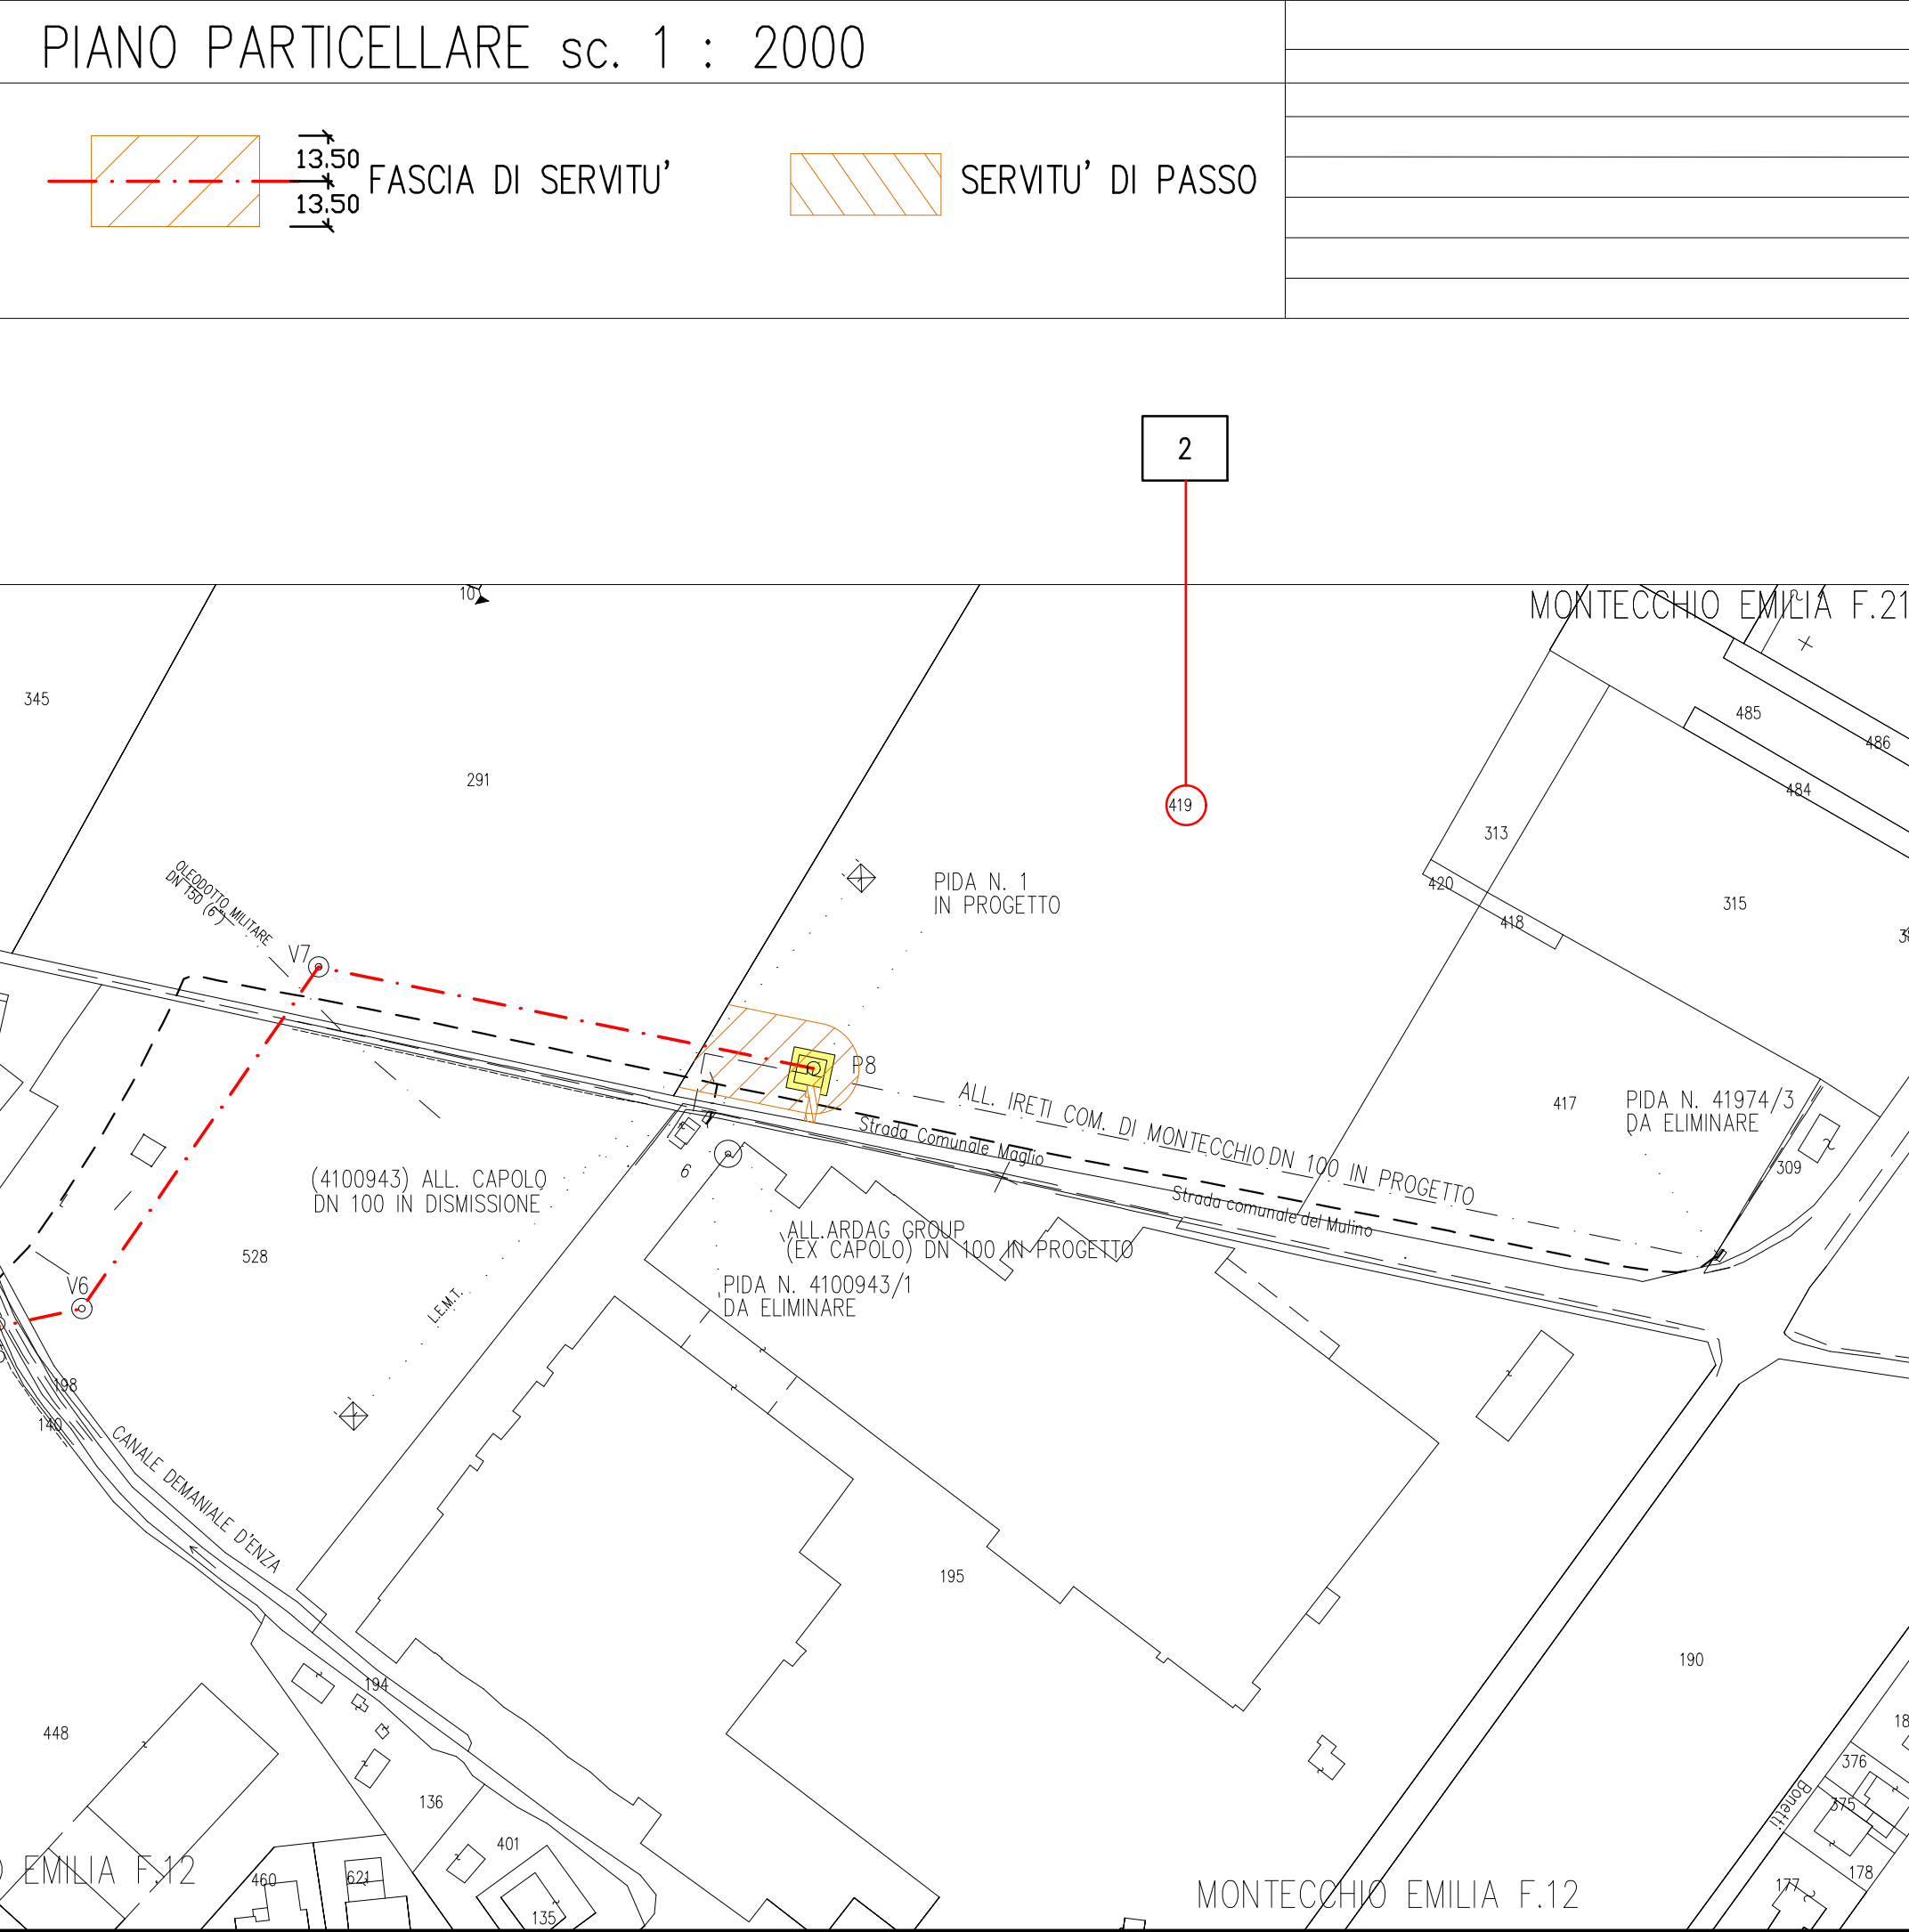 PIANO PARTICELLARE sc. 1 : 2000
13.50
13.50
FASCIA DI SERVITU'
SERVITU' DI PASSO
2
10
MONTECCHIO EMILIA F.21
345
485
486
291
484
419
313
420
418
315
PIDA N. 1
IN PROGETTO
OLEODOTTO MILITARE
DN 150 (6")
V7
P8
ALL. IRETI COM. DI MONTECCHIO DN 100 IN PROGETTO
417
PIDA N. 41974/3
DA ELIMINARE
Strada Comunale Maglio
309
6
(4100943) ALL. CAPOLO
DN 100 IN DISMISSIONE
Strada comunale del Mulino
ALL.ARDAG GROUP
(EX CAPOLO) DN 100 IN PROGETTO
528
V6
PIDA N. 4100943/1
DA ELIMINARE
L.E.M.T.
198
140
CANALE DEMANIALE D'ENZA
195
190
194
448
376
Bonetti
375
136
401
EMILIA F.12
460
621
178
177
MONTECCHIO EMILIA F.12
135